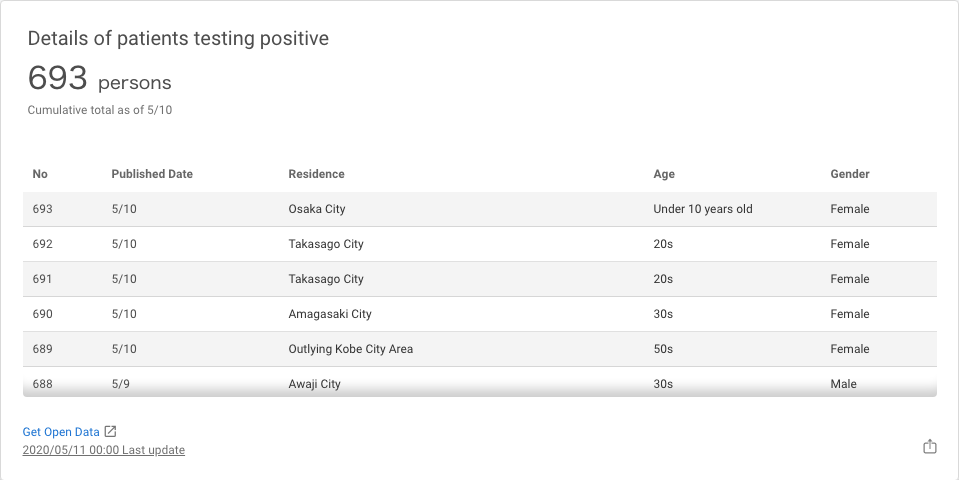 Details of patients testing positive
693 persons
Cumulative total as of 5/10
No Published Date Residence Age Gender
693 5/10 Osaka City Under 10 years old Female
692 5/10 Takasago City 20s Female
691 5/10 Takasago City 20s Female
690 5/10 Amagasaki City 30s Female
689 5/10 Outlying Kobe City Area 50s Female
688 5/9 Awaji City 30s Male
Get Open Data
2020/05/11 00:00 Last update